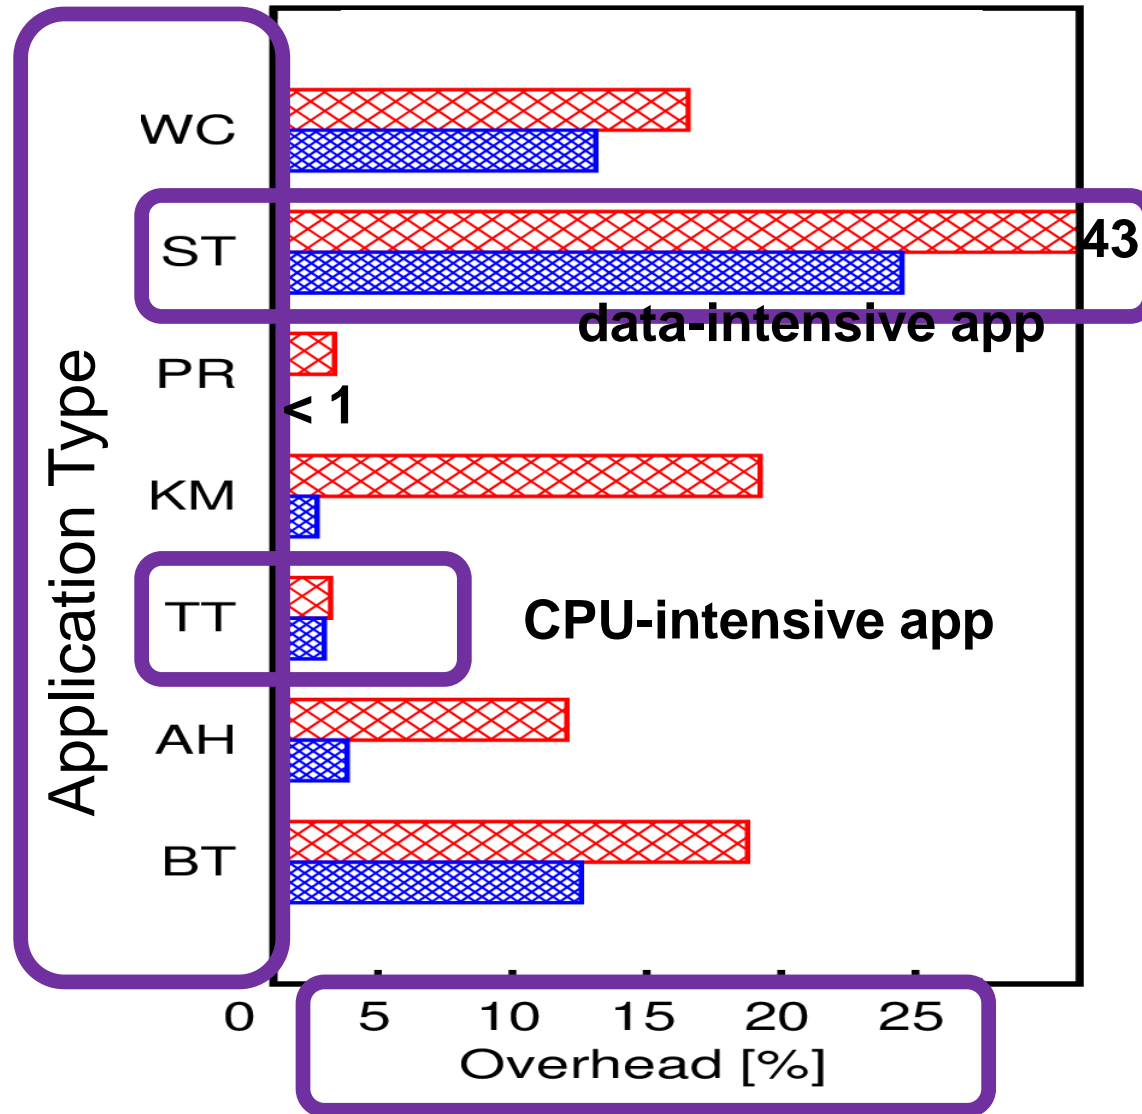 Application Type
WC
ST
43
data-intensive app
PR
< 1
KM
TT
CPU-intensive app
AH
BT
0 5 10 15 20 25
Overhead [%]